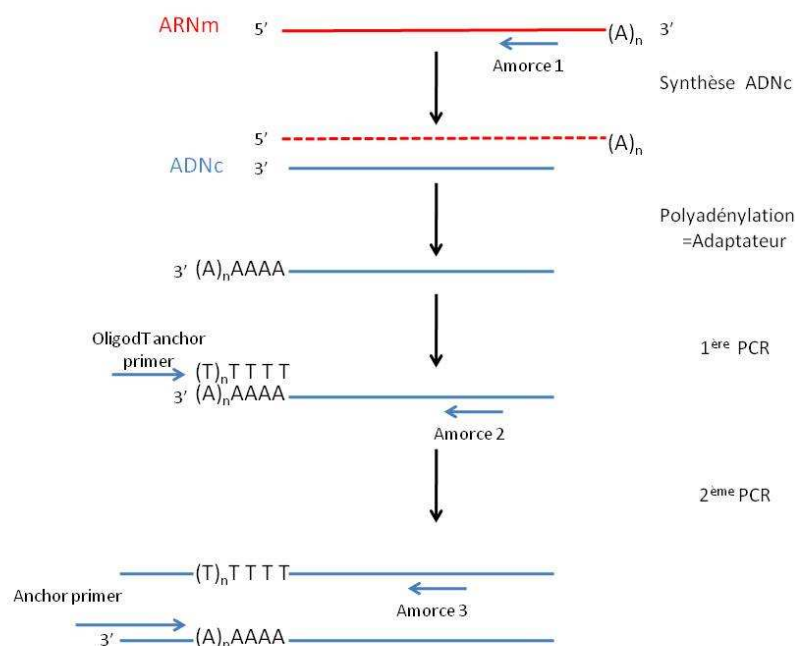 ARNm 5' (A)n 3'
Amorce 1
Synthèse ADNc
5' (A)n
ADNc 3'
Polyadénylation
=Adaptateur
3' (A)nAAAA
1ère PCR
OligodT anchor
primer
(T)nT T T T
3' (A)nAAAA
Amorce 2
2ème PCR
(T)nT T T T
Anchor primer
Amorce 3
3' (A)nAAAA